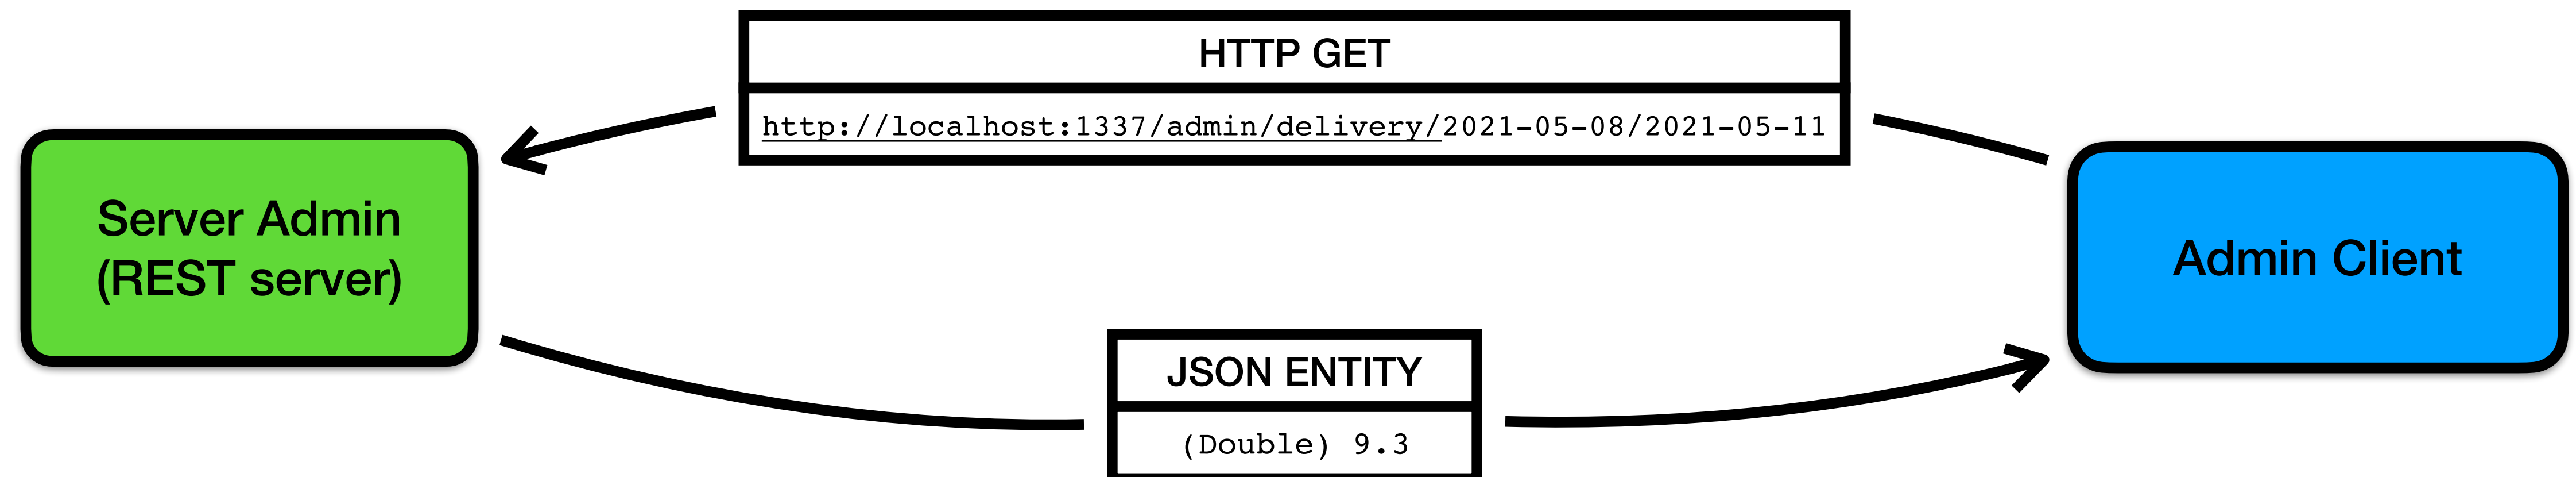 HTTP GET
http://localhost:1337/admin/delivery/2021-05-08/2021-05-11
Server Admin
(REST server)
Admin Client
JSON ENTITY
(Double) 9.3